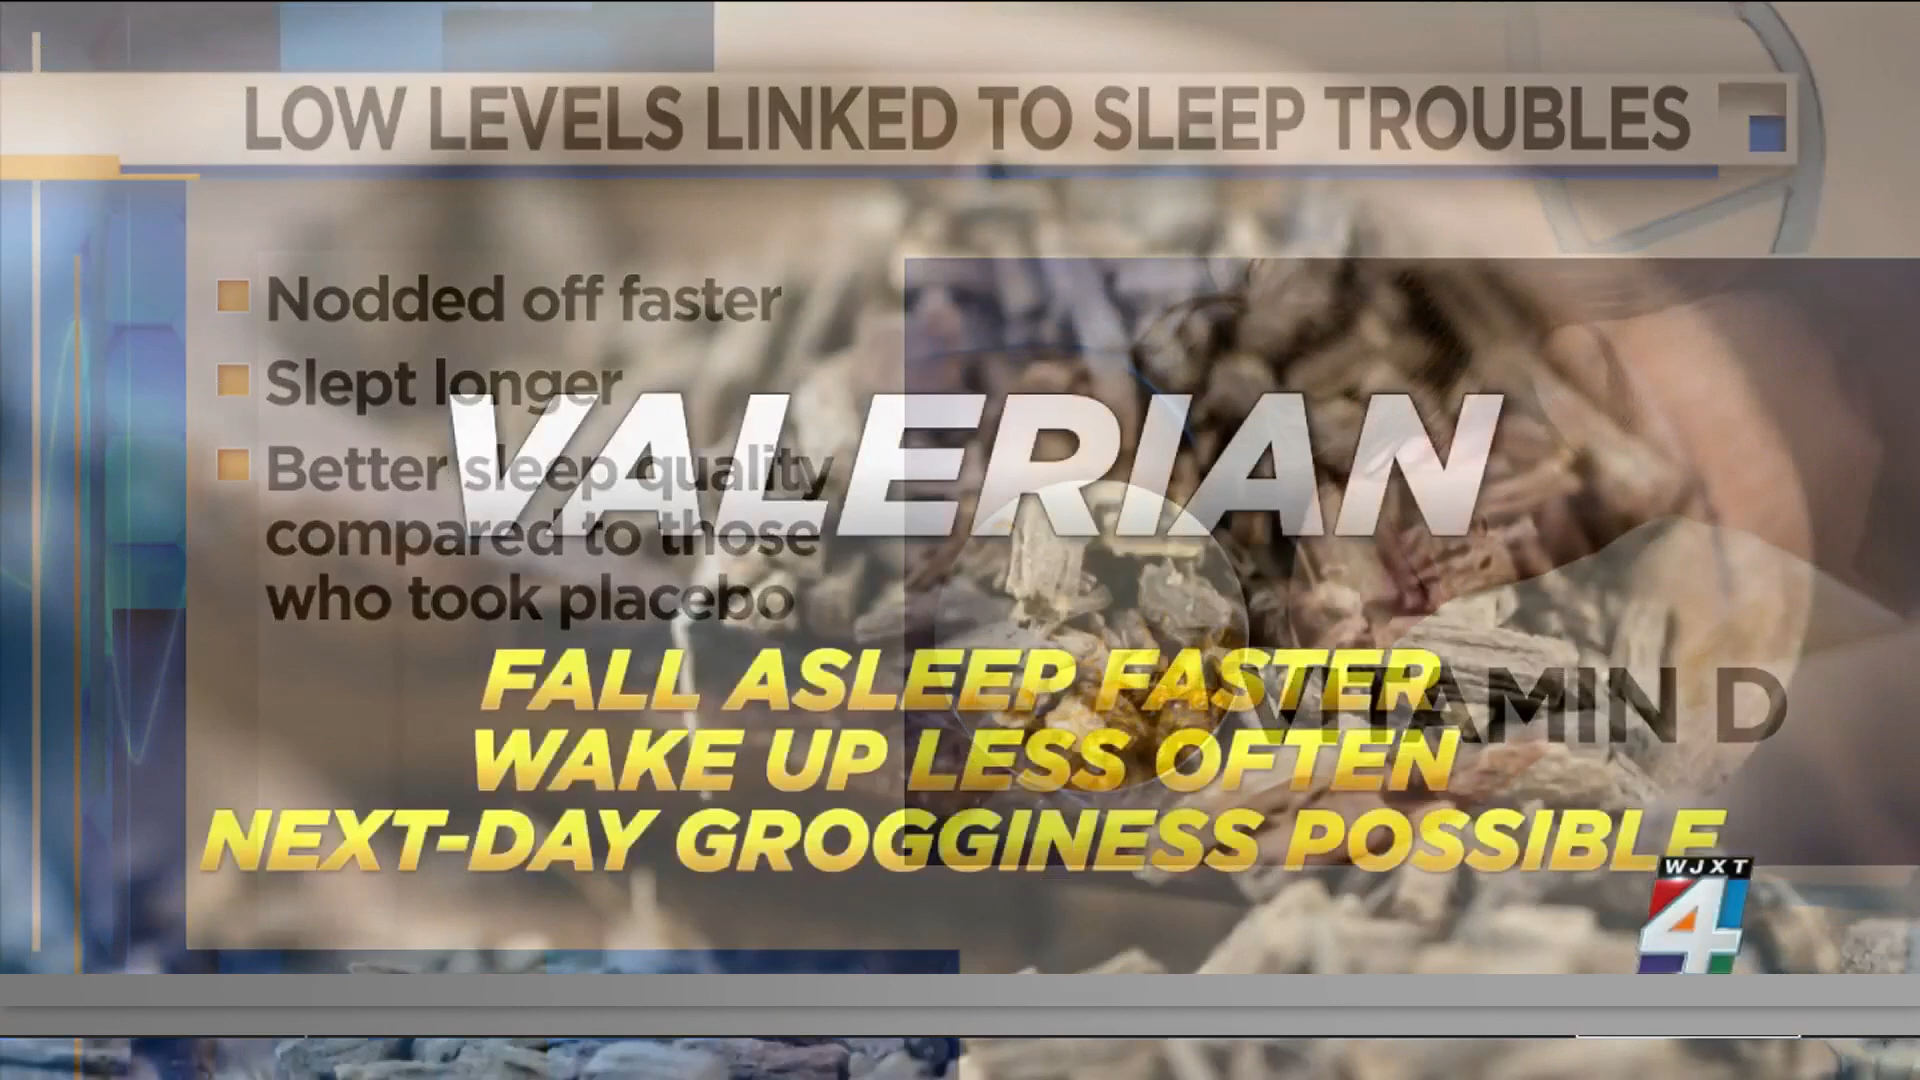 LOW LEVELS LINKED TO SLEEP TROUBLES
Nodded off faster
Slept longer
Better sleep quality
compared to those
who took placebo
VALERIAN
VITAMIN D
FALL ASLEEP FASTER
WAKE UP LESS OFTEN
NEXT-DAY GROGGINESS POSSIBLE
WJXT
4